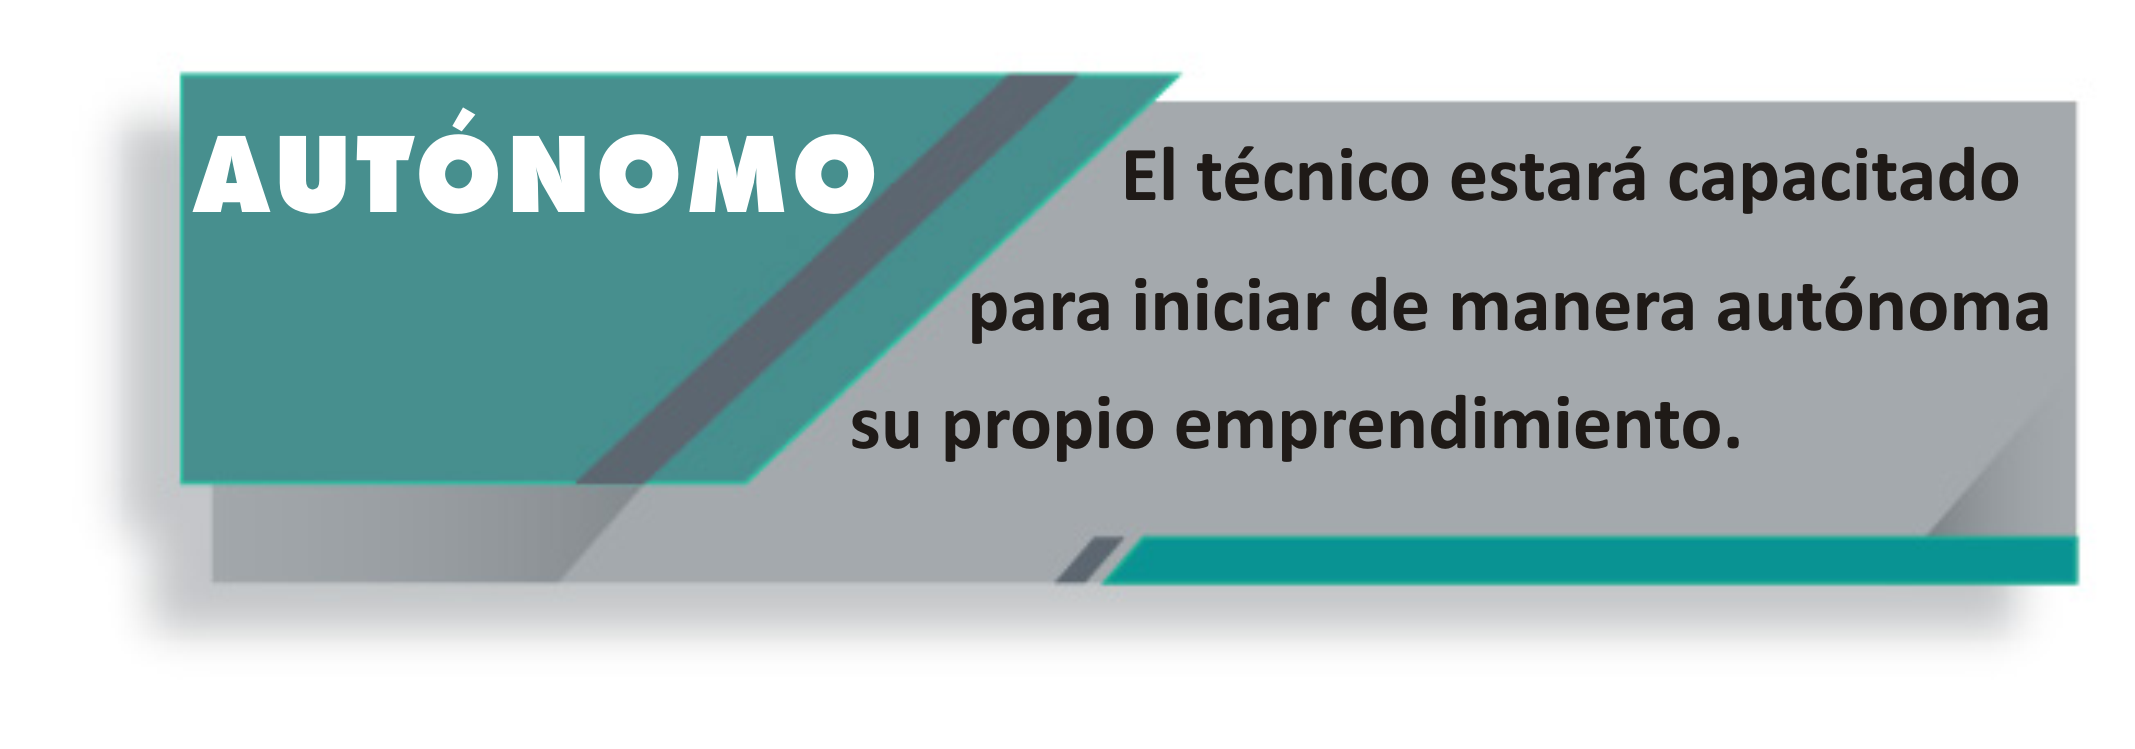 AUTÓNOMO
El técnico estará capacitado
para iniciar de manera autónoma
su propio emprendimiento.